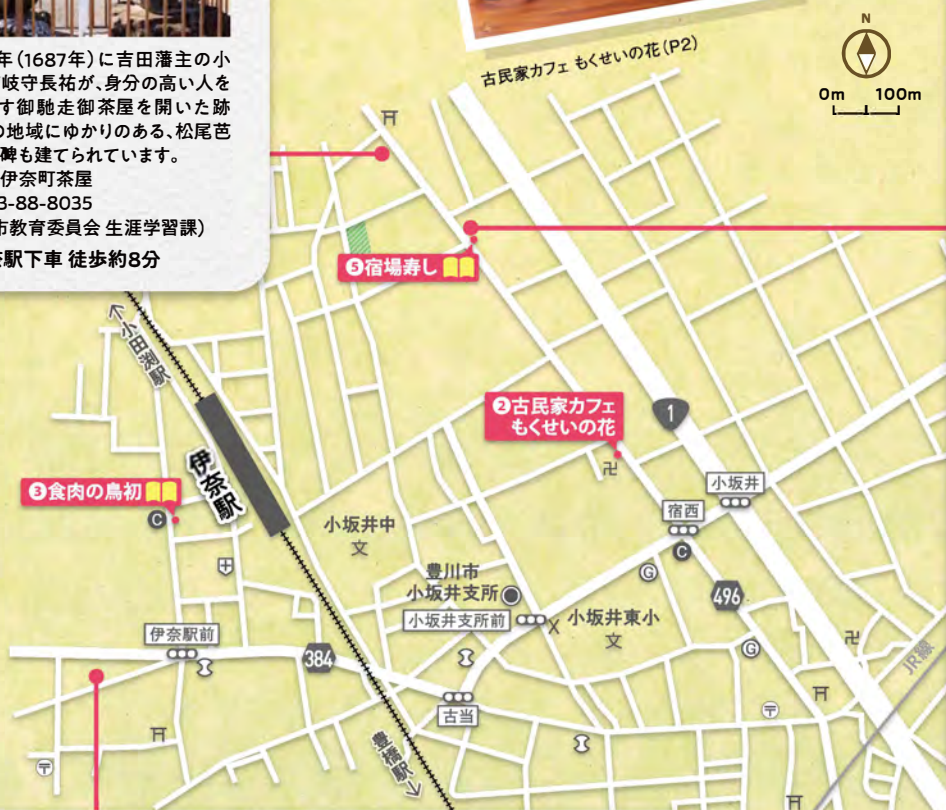 年(1687年)に吉田藩主の小
岐守長祐が、身分の高い人を
す御馳走御茶屋を開いた跡
の地域にゆかりのある、松尾芭
碑も建てられています。
伊奈町茶屋
3-88-8035
市教育委員会 生涯学習課)
駅下車 徒歩約8分
古民家カフェ もくせいの花(P2)
N
0m 100m
❺宿場寿し
←小田渕駅
❷古民家カフェ
もくせいの花
1
伊奈駅
❸食肉の鳥初
C
小坂井
宿西
C
小坂井中
文
豊川市
小坂井支所
G
496
小坂井支所前
X
小坂井東小
文
伊奈駅前
384
G
JR線
古当
豊橋駅→